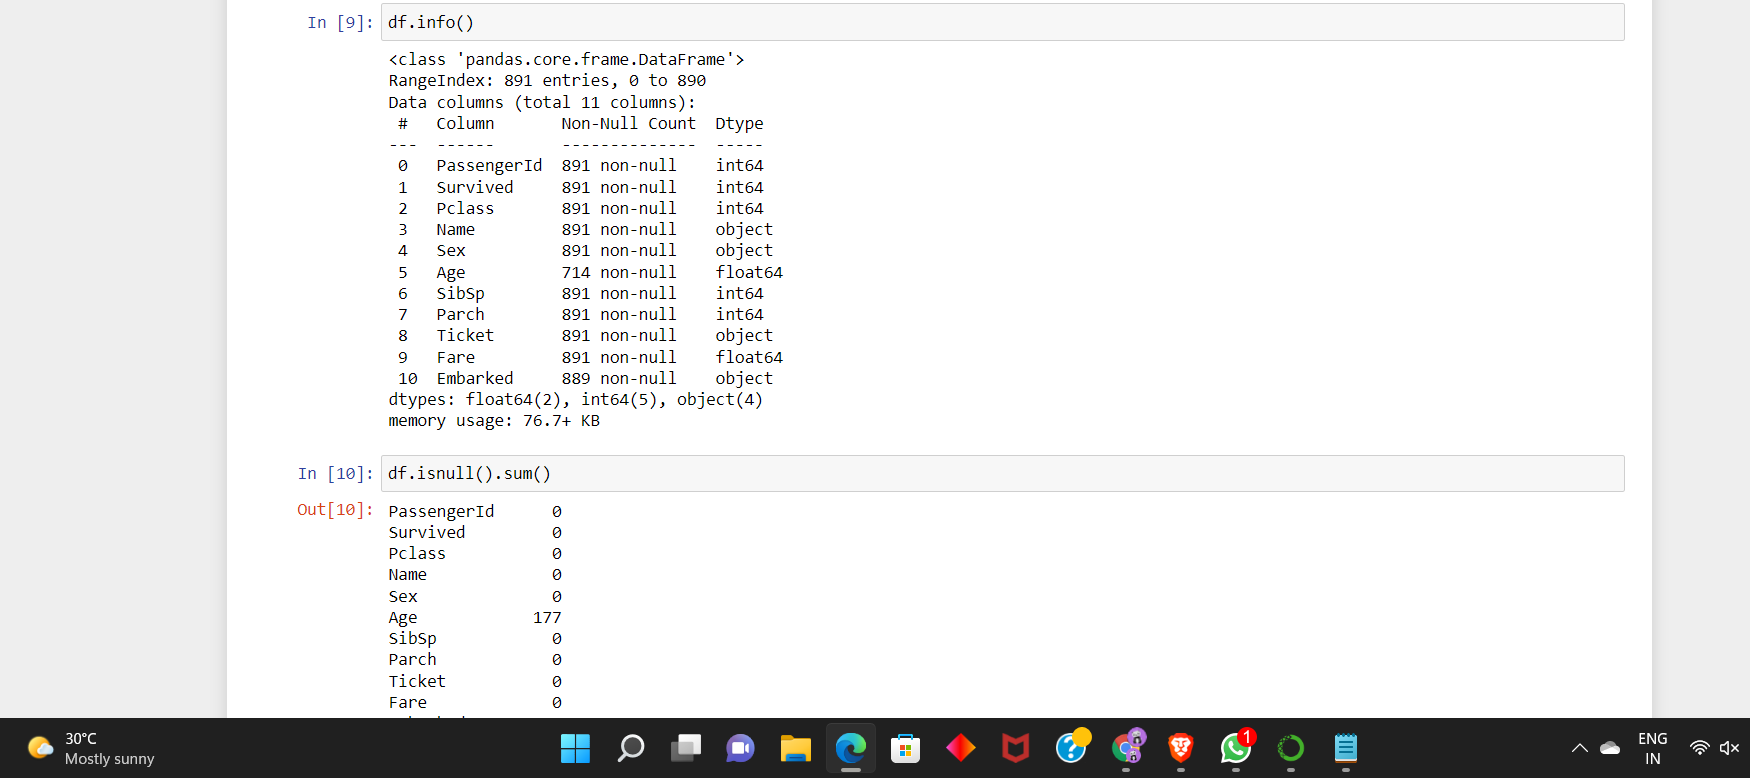 In [9]: df.info()
<class 'pandas.core.frame.DataFrame'>
RangeIndex: 891 entries, 0 to 890
Data columns (total 11 columns):
 #   Column       Non-Null Count  Dtype
---  ------       --------------  -----
 0   PassengerId  891 non-null    int64
 1   Survived     891 non-null    int64
 2   Pclass       891 non-null    int64
 3   Name         891 non-null    object
 4   Sex          891 non-null    object
 5   Age          714 non-null    float64
 6   SibSp        891 non-null    int64
 7   Parch        891 non-null    int64
 8   Ticket       891 non-null    object
 9   Fare         891 non-null    float64
 10  Embarked     889 non-null    object
dtypes: float64(2), int64(5), object(4)
memory usage: 76.7+ KB
In [10]: df.isnull().sum()
Out[10]: PassengerId      0
Survived         0
Pclass           0
Name             0
Sex              0
Age            177
SibSp            0
Parch            0
Ticket           0
Fare             0
30°C
Mostly sunny
1
ENG
IN